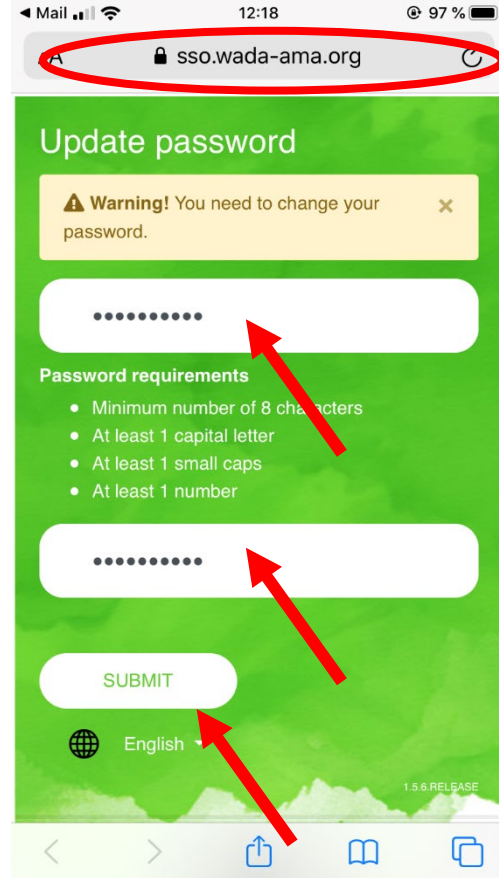 Mail 12:18 97 %
AA sso.wada-ama.org
Update password
Warning! You need to change your ×
password.
••••••••••
Password requirements
• Minimum number of 8 characters
• At least 1 capital letter
• At least 1 small caps
• At least 1 number
••••••••••
SUBMIT
English
1.5.6.RELEASE